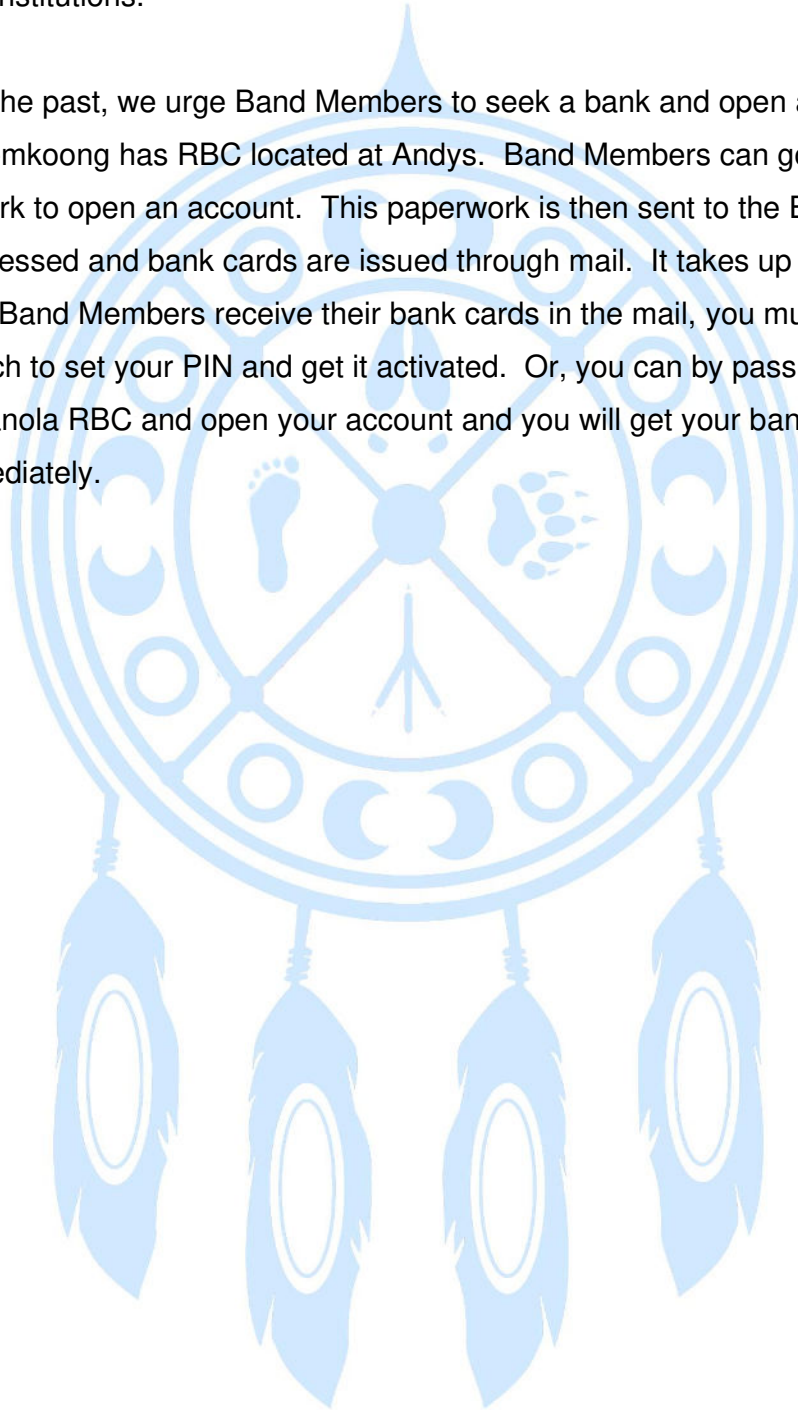 nstitutions.
he past, we urge Band Members to seek a bank and open a
mkoong has RBC located at Andys. Band Members can go
rk to open an account. This paperwork is then sent to the B
essed and bank cards are issued through mail. It takes up
Band Members receive their bank cards in the mail, you mu
ch to set your PIN and get it activated. Or, you can by pass
anola RBC and open your account and you will get your ban
ediately.